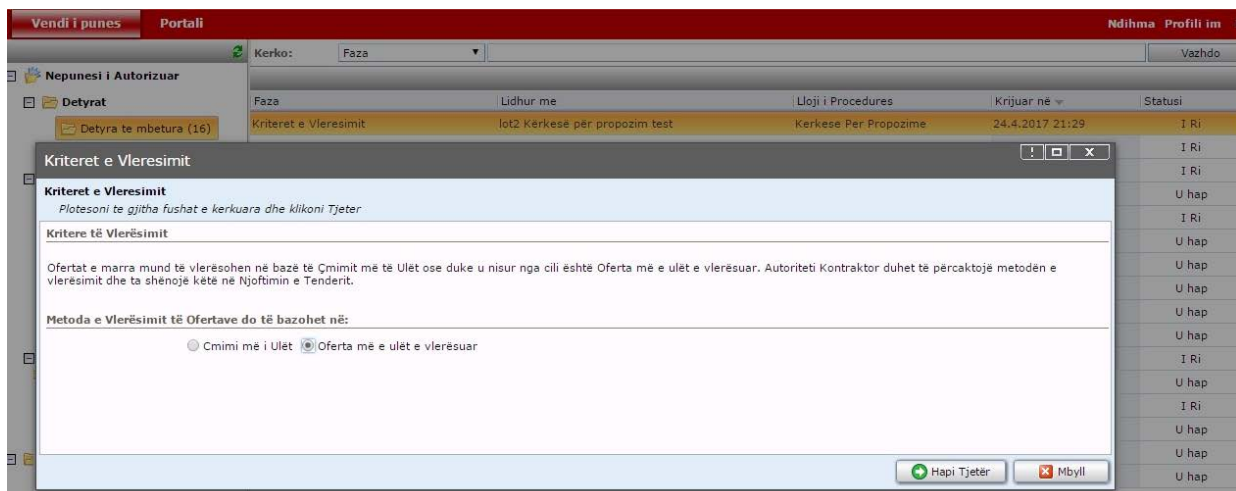 Vendi i punes Portali Ndihma Profili im
Kerko: Faza Vazhdo
Nepunesi i Autorizuar
Detyrat Faza Lidhur me Lloji i Procedures Krijuar në Statusi
Detyra te mbetura (16) Kriteret e Vleresimit lot2 Kërkesë për propozim test Kerkese Per Propozime 24.4.2017 21:29 I Ri
I Ri
Kriteret e Vleresimit
I Ri
Kriteret e Vleresimit
U hap
Plotesoni te gjitha fushat e kerkuara dhe klikoni Tjeter
I Ri
Kritere të Vlerësimit
U hap
Ofertat e marra mund të vlerësohen në bazë të Çmimit më të Ulët ose duke u nisur nga cili është Oferta më e ulët e vlerësuar. Autoriteti Kontraktor duhet të përcaktojë metodën e
U hap
vlerësimit dhe ta shënojë këtë në Njoftimin e Tenderit.
U hap
U hap
Metoda e Vlerësimit të Ofertave do të bazohet në:
U hap
Cmimi më i Ulët Oferta më e ulët e vlerësuar
I Ri
U hap
I Ri
U hap
U hap
Hapi Tjetër Mbyll
U hap